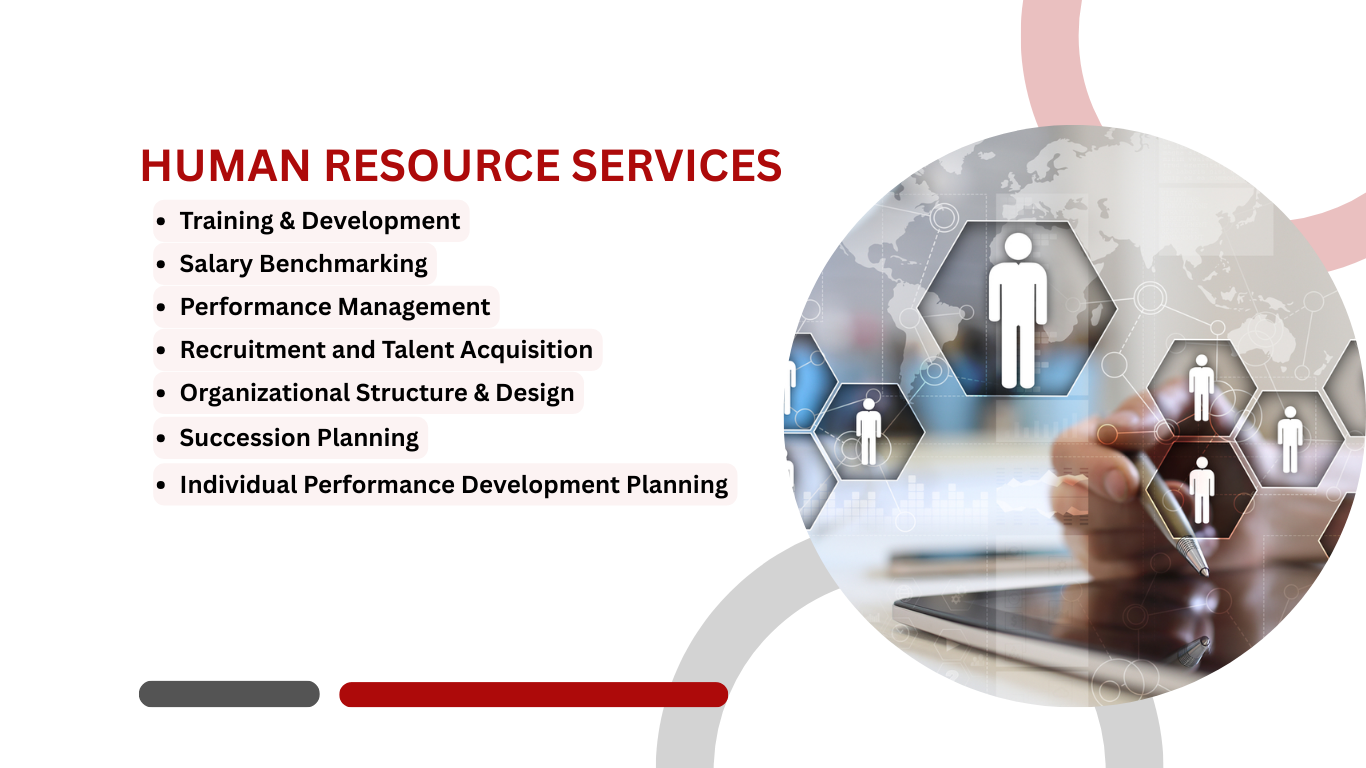 HUMAN RESOURCE SERVICES
• Training & Development
• Salary Benchmarking
• Performance Management
• Recruitment and Talent Acquisition
• Organizational Structure & Design
• Succession Planning
• Individual Performance Development Planning